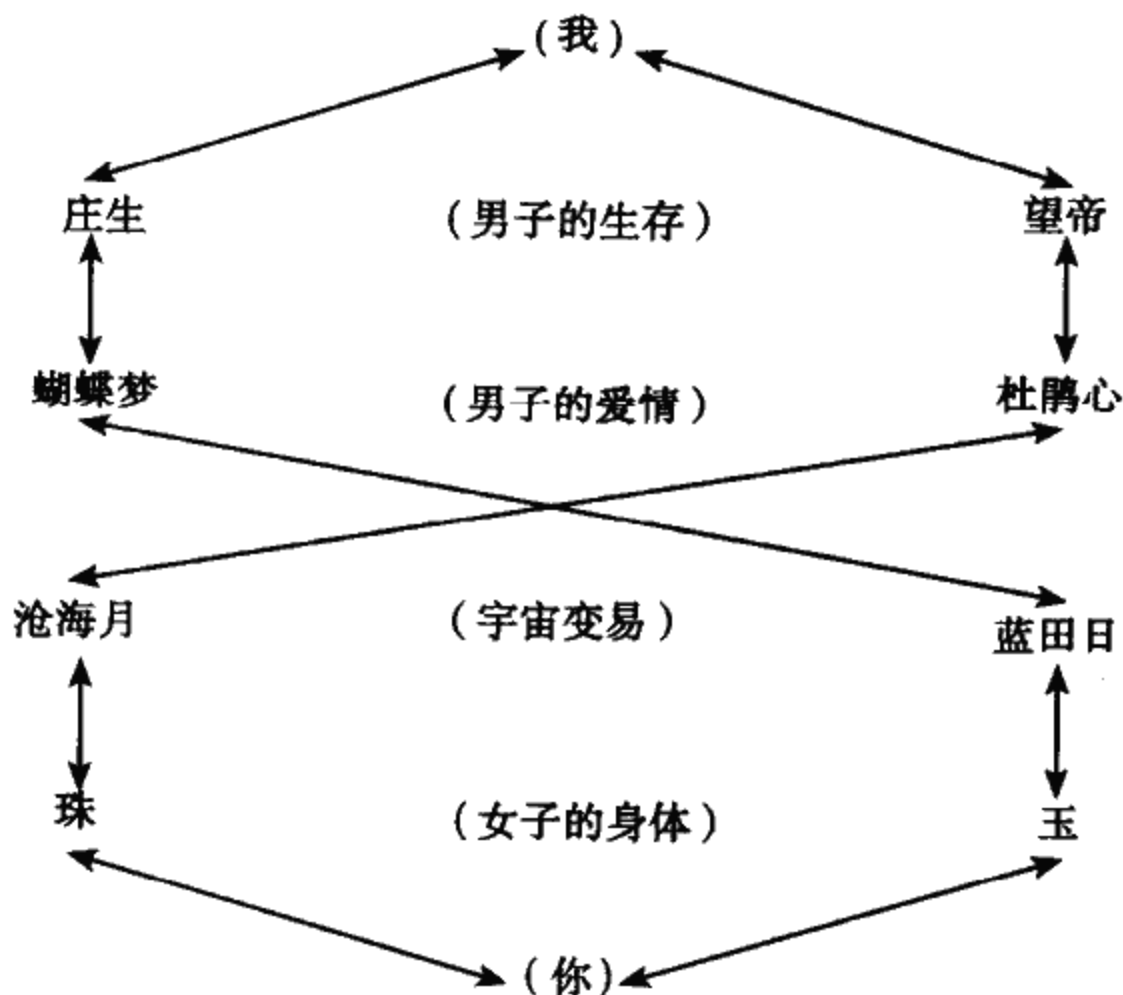 (我)
庄生 (男子的生存) 望帝
蝴蝶梦 (男子的爱情) 杜鹃心
沧海月 (宇宙变易) 蓝田日
珠 (女子的身体) 玉
(你)